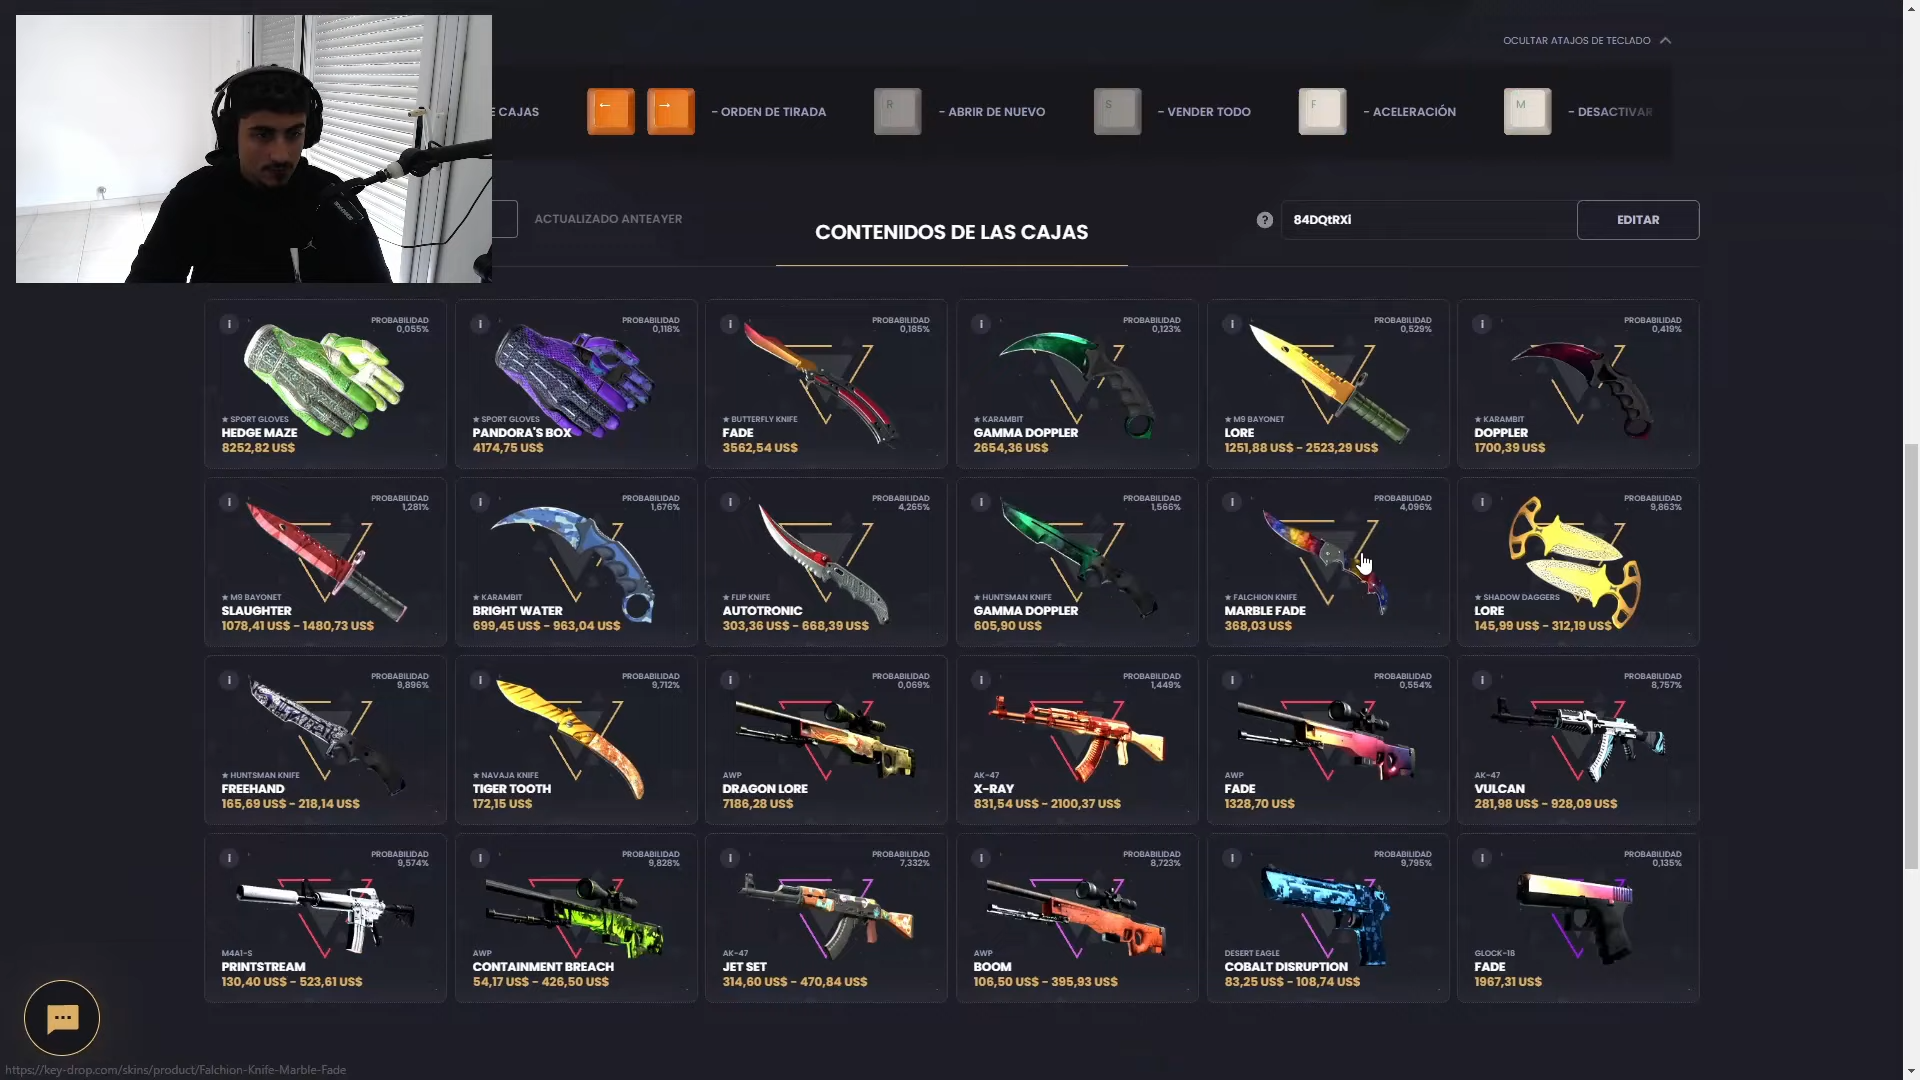 OCULTAR ATAJOS DE TECLADO
E CAJAS
← → - ORDEN DE TIRADA
R - ABRIR DE NUEVO
S - VENDER TODO
F - ACELERACIÓN
M - DESACTIVAR
ACTUALIZADO ANTEAYER
CONTENIDOS DE LAS CAJAS
? 84DQtRXi
EDITAR
i PROBABILIDAD
0,055%
★ SPORT GLOVES
HEDGE MAZE
8252,82 US$
i PROBABILIDAD
0,118%
★ SPORT GLOVES
PANDORA'S BOX
4174,75 US$
i PROBABILIDAD
0,185%
★ BUTTERFLY KNIFE
FADE
3562,54 US$
i PROBABILIDAD
0,123%
★ KARAMBIT
GAMMA DOPPLER
2654,36 US$
i PROBABILIDAD
0,529%
★ M9 BAYONET
LORE
1251,88 US$ - 2523,29 US$
i PROBABILIDAD
0,419%
★ KARAMBIT
DOPPLER
1700,39 US$
i PROBABILIDAD
1,281%
★ M9 BAYONET
SLAUGHTER
1078,41 US$ - 1480,73 US$
i PROBABILIDAD
1,676%
★ KARAMBIT
BRIGHT WATER
699,45 US$ - 963,04 US$
i PROBABILIDAD
4,265%
★ FLIP KNIFE
AUTOTRONIC
303,36 US$ - 668,39 US$
i PROBABILIDAD
1,566%
★ HUNTSMAN KNIFE
GAMMA DOPPLER
605,90 US$
i PROBABILIDAD
4,096%
★ FALCHION KNIFE
MARBLE FADE
368,03 US$
i PROBABILIDAD
9,863%
★ SHADOW DAGGERS
LORE
145,99 US$ - 312,19 US$
i PROBABILIDAD
9,896%
★ HUNTSMAN KNIFE
FREEHAND
165,69 US$ - 218,14 US$
i PROBABILIDAD
9,712%
★ NAVAJA KNIFE
TIGER TOOTH
172,15 US$
i PROBABILIDAD
0,069%
AWP
DRAGON LORE
7186,28 US$
i PROBABILIDAD
1,449%
AK-47
X-RAY
831,54 US$ - 2100,37 US$
i PROBABILIDAD
0,554%
AWP
FADE
1328,70 US$
i PROBABILIDAD
8,757%
AK-47
VULCAN
281,98 US$ - 928,09 US$
i PROBABILIDAD
9,574%
M4A1-S
PRINTSTREAM
130,40 US$ - 523,61 US$
i PROBABILIDAD
9,828%
AWP
CONTAINMENT BREACH
54,17 US$ - 426,50 US$
i PROBABILIDAD
7,332%
AK-47
JET SET
314,60 US$ - 470,84 US$
i PROBABILIDAD
8,723%
AWP
BOOM
106,50 US$ - 395,93 US$
i PROBABILIDAD
9,795%
DESERT EAGLE
COBALT DISRUPTION
83,25 US$ - 108,74 US$
i PROBABILIDAD
0,135%
GLOCK-18
FADE
1967,31 US$
https://key-drop.com/skins/product/Falchion-Knife-Marble-Fade